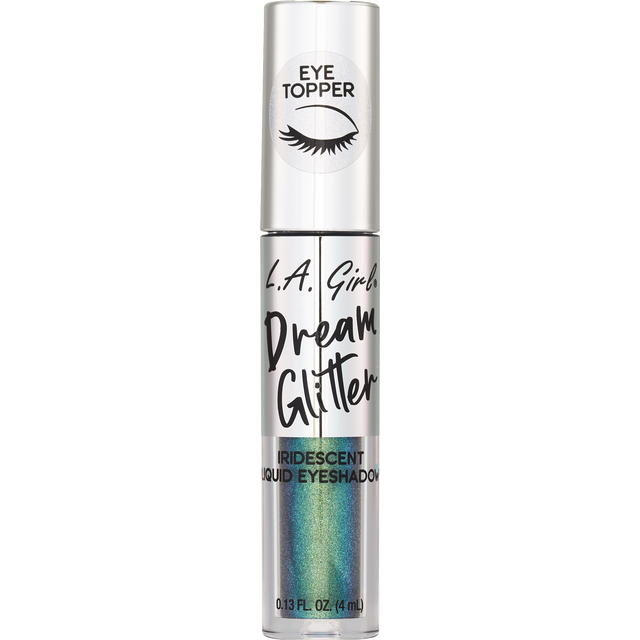 EYE
TOPPER
L.A. Girl®
Dream
Glitter
IRIDESCENT
LIQUID EYESHADOW
0.13 FL. OZ. (4 mL)